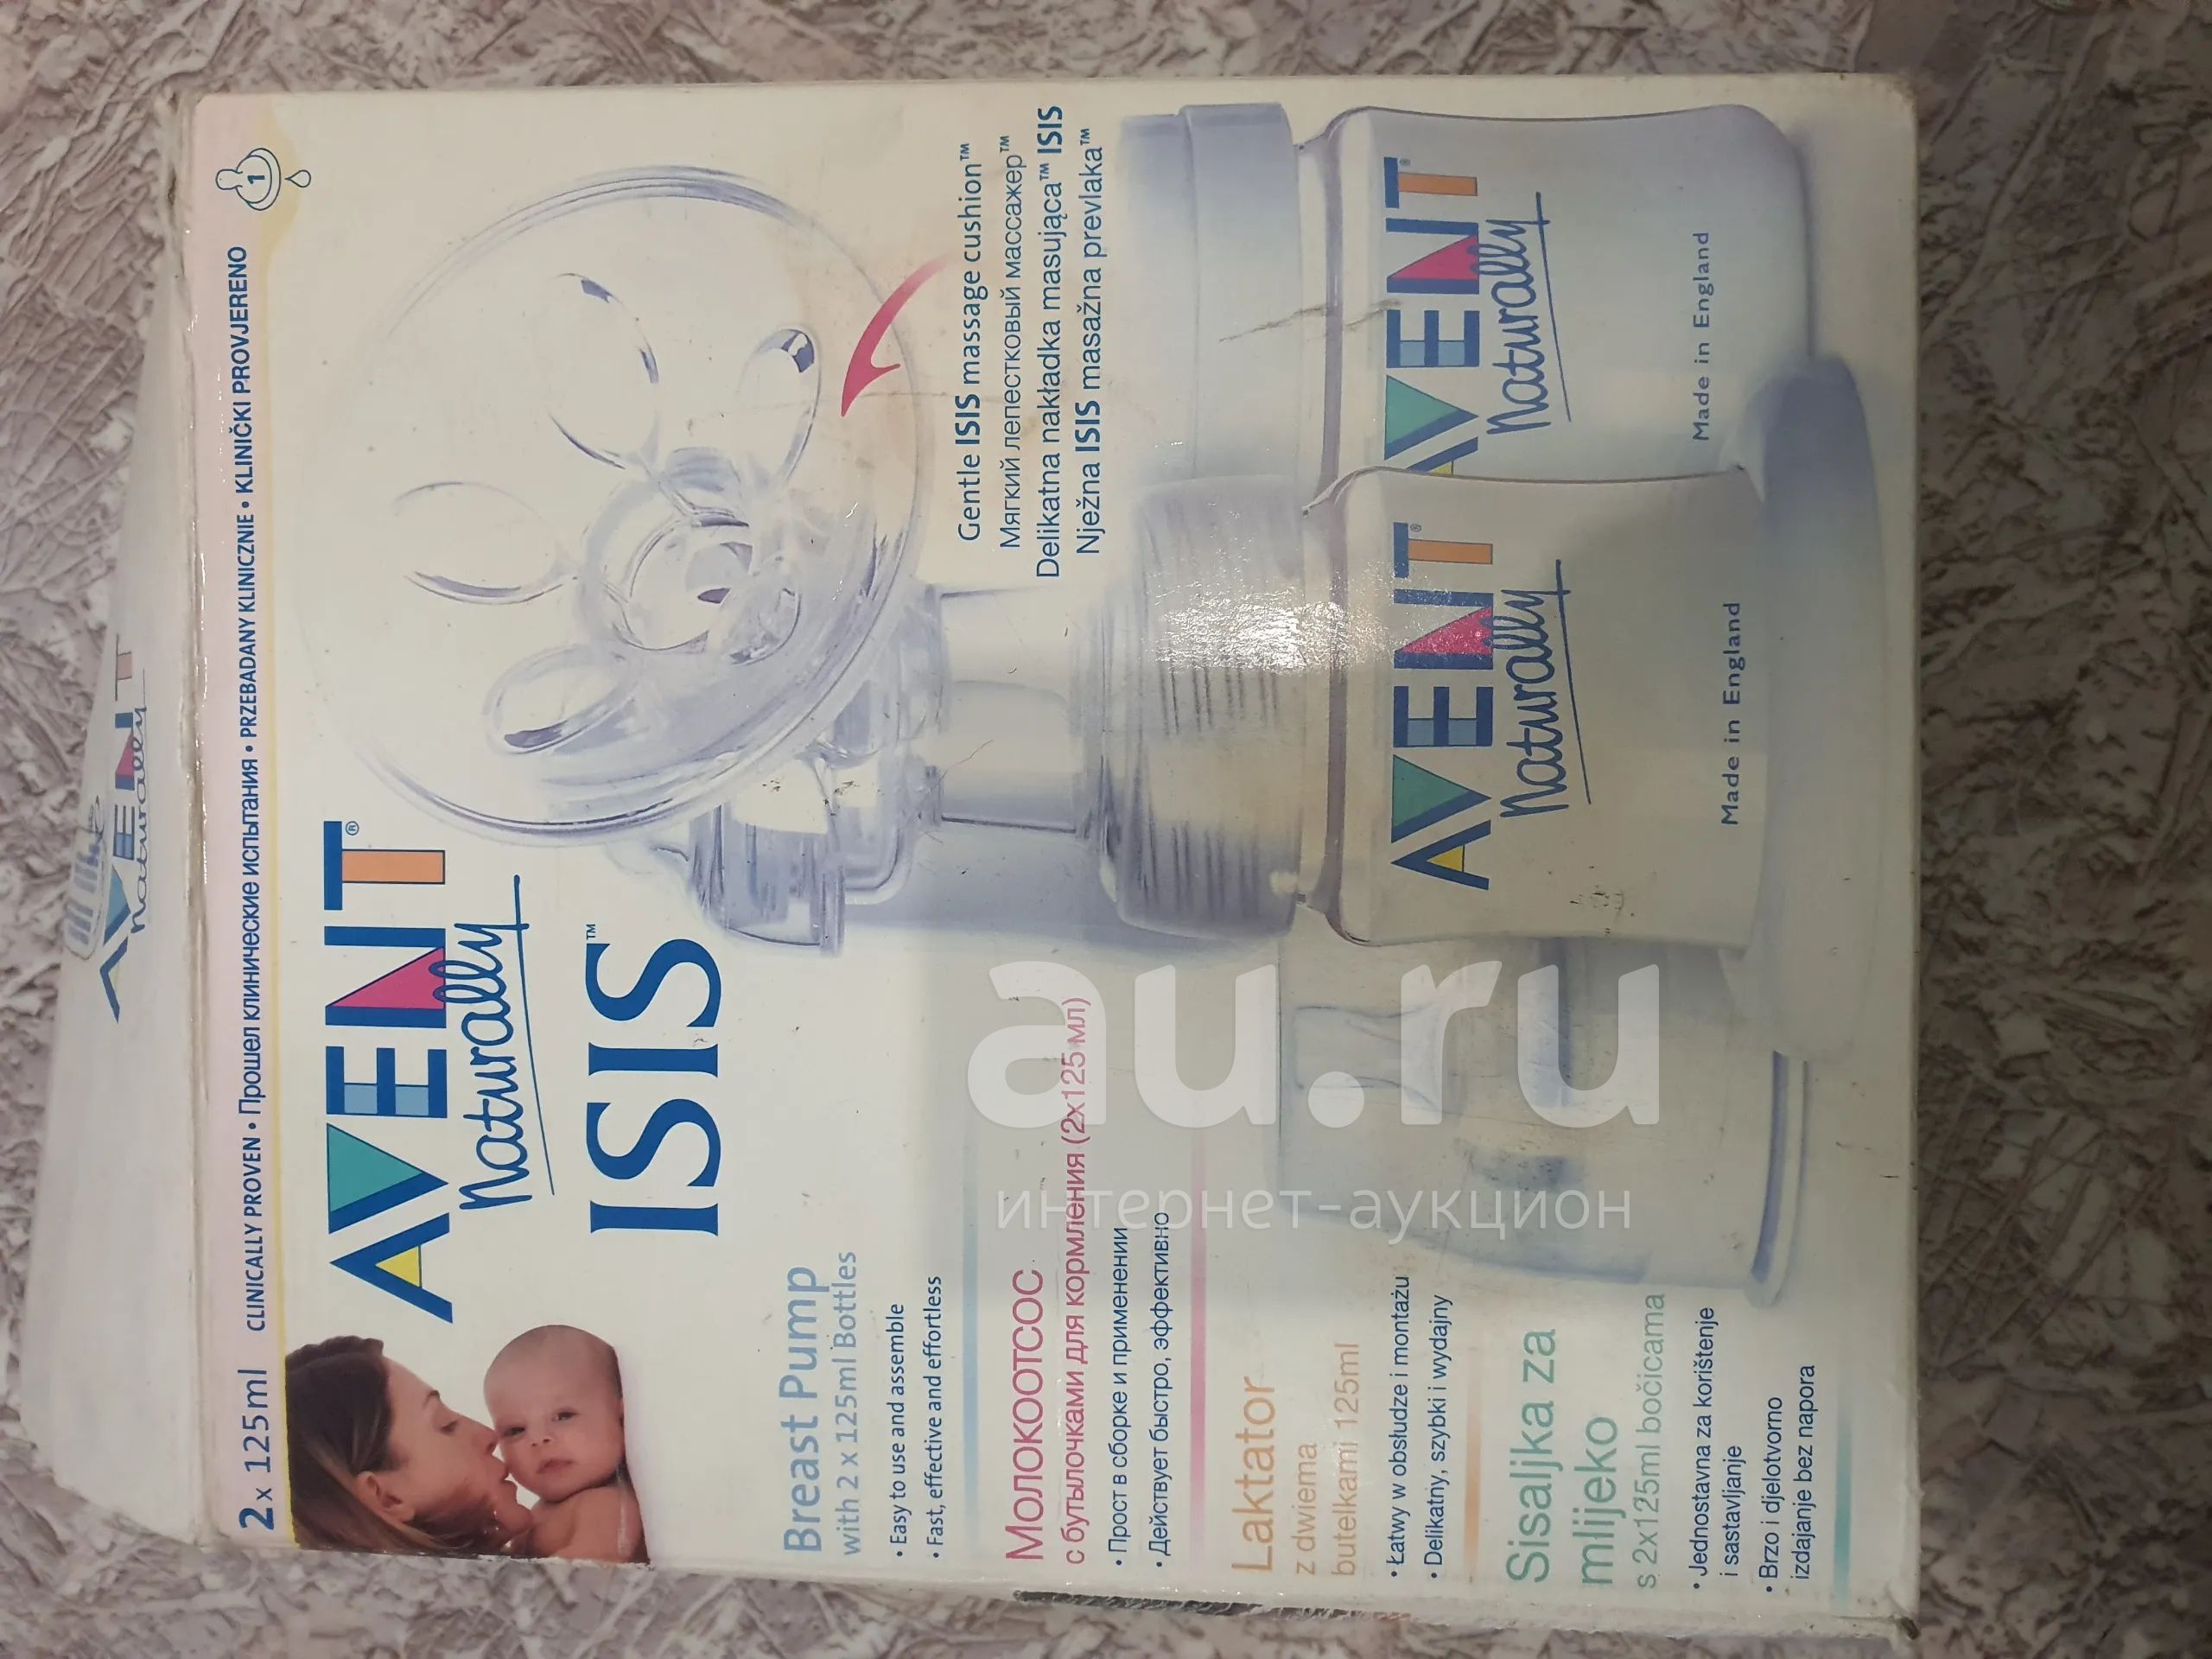 AVENT
naturally
2 x 125ml CLINICALLY PROVEN • Прошел клинические испытания • PRZEBADANY KLINICZNIE • KLINIČKI PROVJERENO
1
AVENT®
naturally
ISIS™
Breast Pump
with 2 x 125ml Bottles
• Easy to use and assemble
• Fast, effective and effortless
Молокоотсос
с бутылочками для кормления (2x125 мл)
• Прост в сборке и применении
• Действует быстро, эффективно
Laktator
z dwiema
butelkami 125ml
• Łatwy w obsłudze i montażu
• Delikatny, szybki i wydajny
Sisaljka za
mlijeko
s 2x125ml bočicama
• Jednostavna za korištenje
i sastavljanje
• Brzo i djelotvorno
izdajanje bez napora
Gentle ISIS massage cushion™
Мягкий лепестковый массажер™
Delikatna nakładka masująca™ ISIS
Nježna ISIS masažna prevlaka™
AVENT®
naturally
Made in England
AVENT®
naturally
Made in England
au.ru
интернет-аукцион